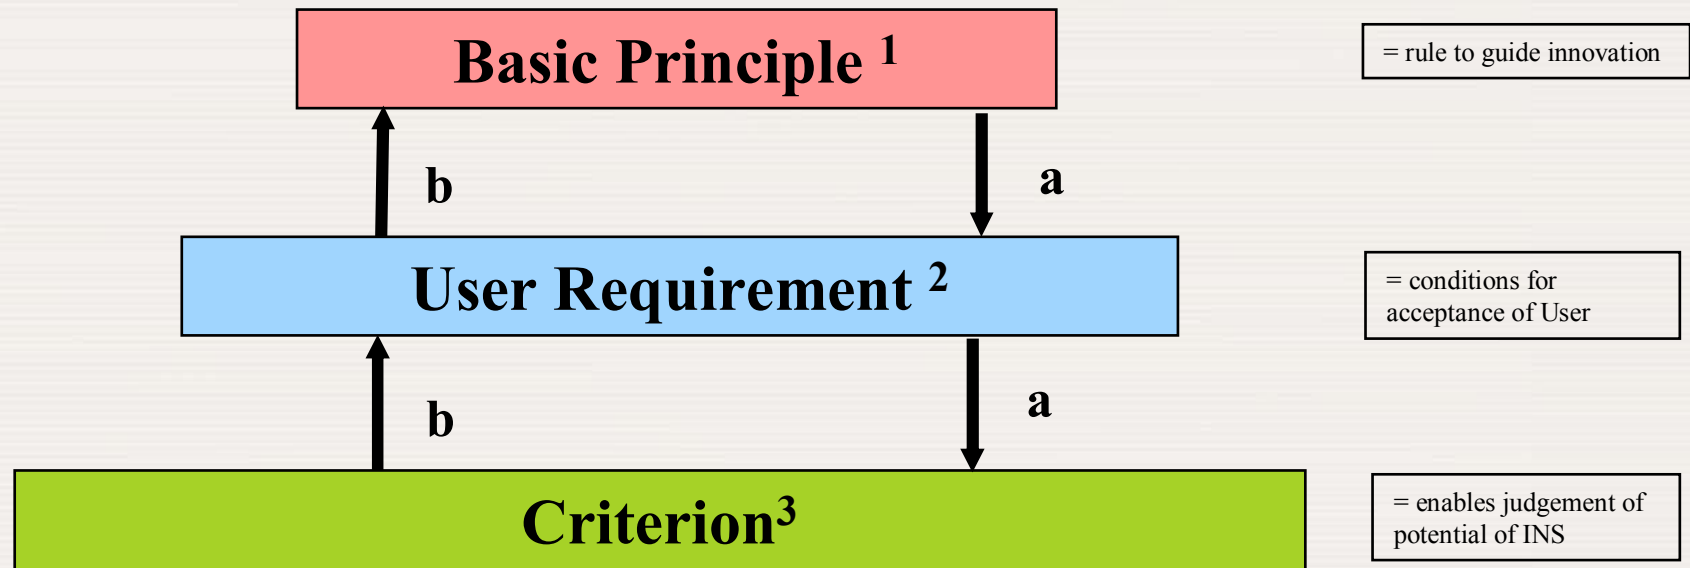 Basic Principle ¹
= rule to guide innovation
b
a
User Requirement ²
= conditions for
acceptance of User
b
a
Criterion³
= enables judgement of
potential of INS